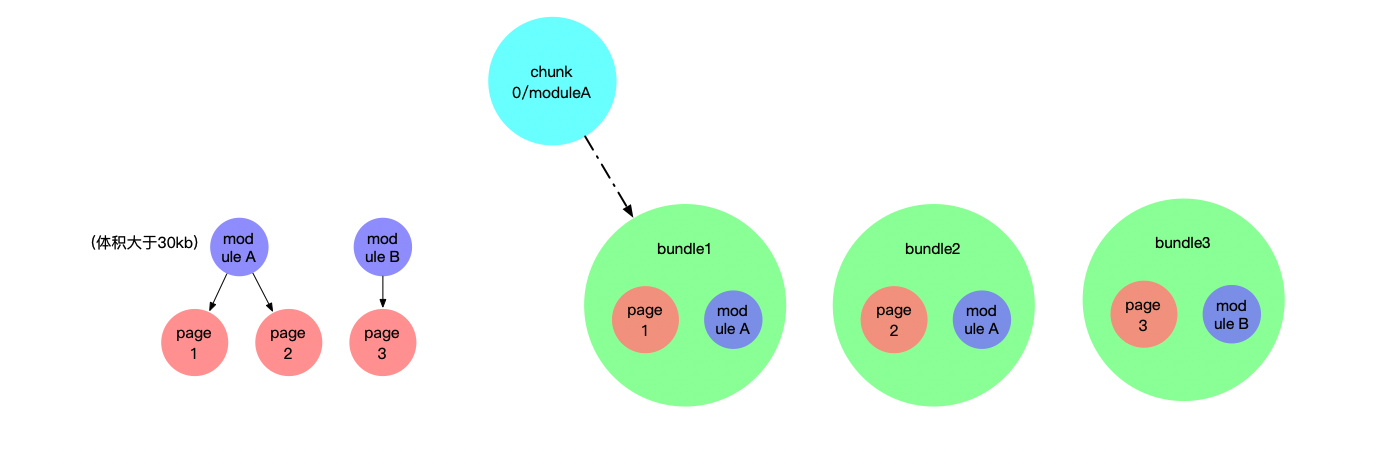 chunk
0/moduleA
(体积大于30kb)
mod
ule A
mod
ule B
page
1
page
2
page
3
bundle1
page
1
mod
ule A
bundle2
page
2
mod
ule A
bundle3
page
3
mod
ule B